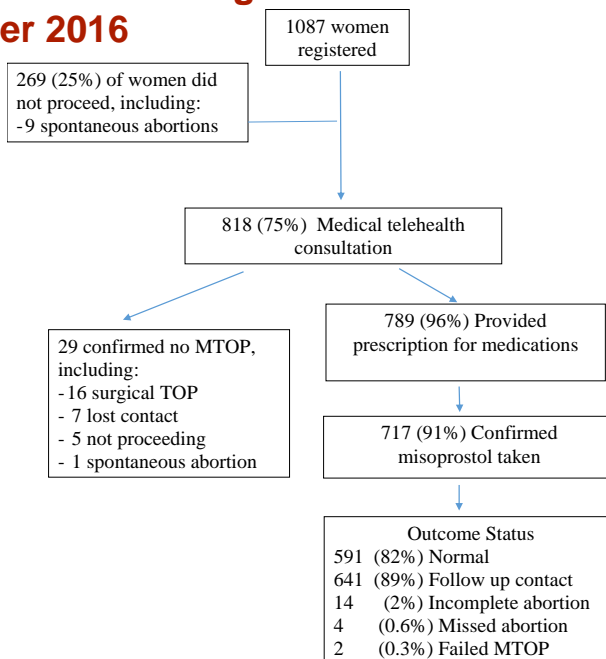 er 2016
1087 women
registered
269 (25%) of women did
not proceed, including:
-9 spontaneous abortions
818 (75%) Medical telehealth
consultation
29 confirmed no MTOP,
including:
-16 surgical TOP
- 7 lost contact
- 5 not proceeding
- 1 spontaneous abortion
789 (96%) Provided
prescription for medications
717 (91%) Confirmed
misoprostol taken
Outcome Status
591 (82%) Normal
641 (89%) Follow up contact
14 (2%) Incomplete abortion
4 (0.6%) Missed abortion
2 (0.3%) Failed MTOP